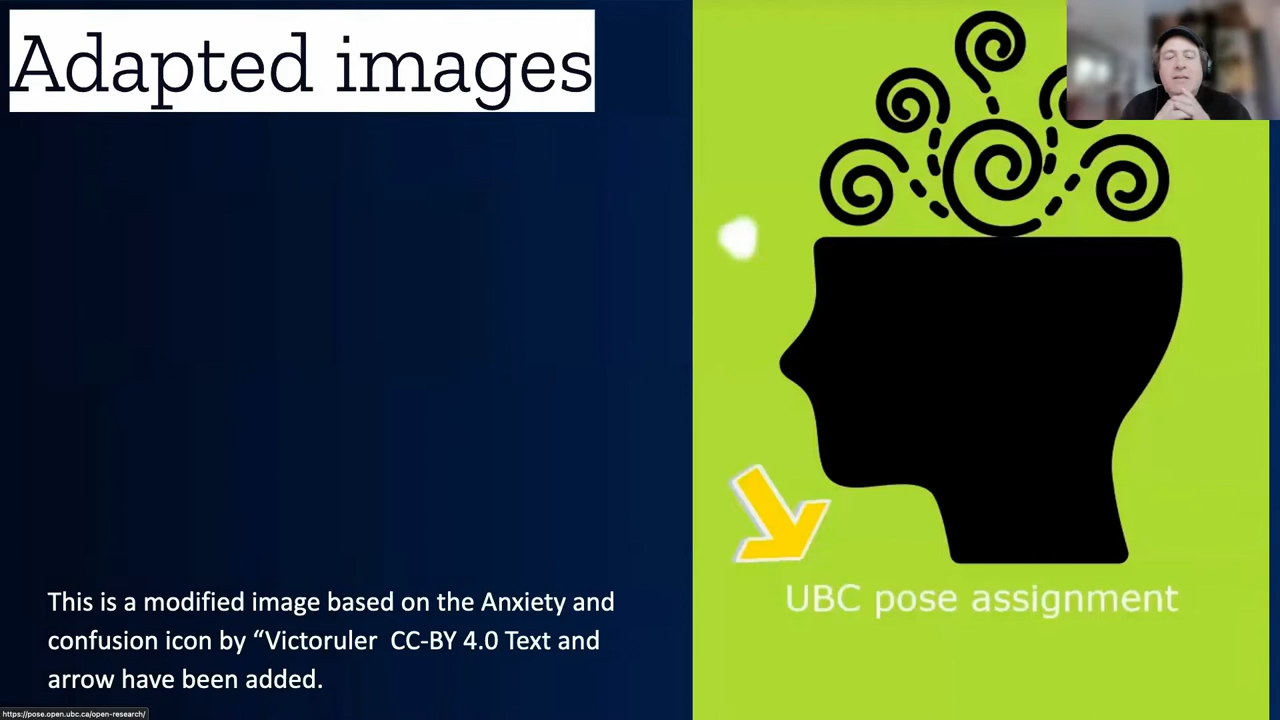 Adapted images
UBC pose assignment
This is a modified image based on the Anxiety and
confusion icon by “Victoruler  CC-BY 4.0 Text and
arrow have been added.
https://pose.open.ubc.ca/open-research/